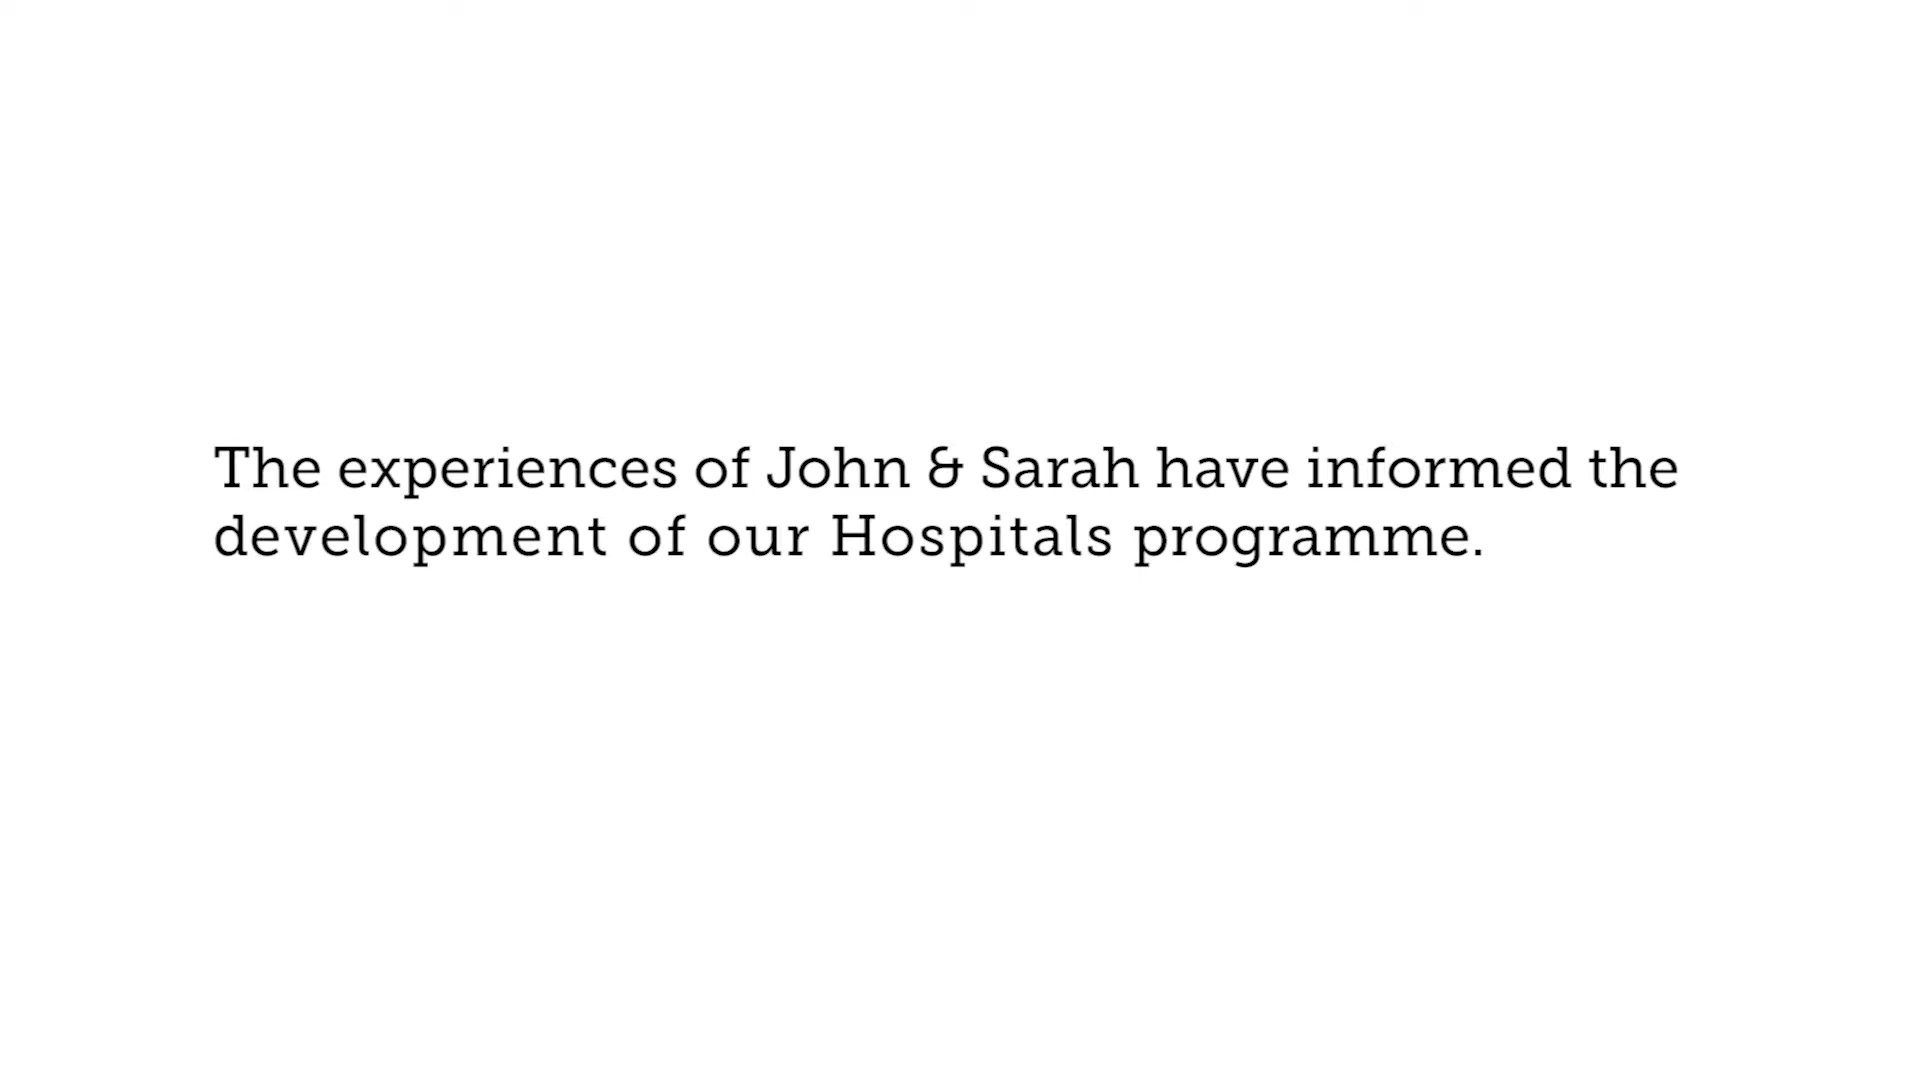 The experiences of John & Sarah have informed the
development of our Hospitals programme.